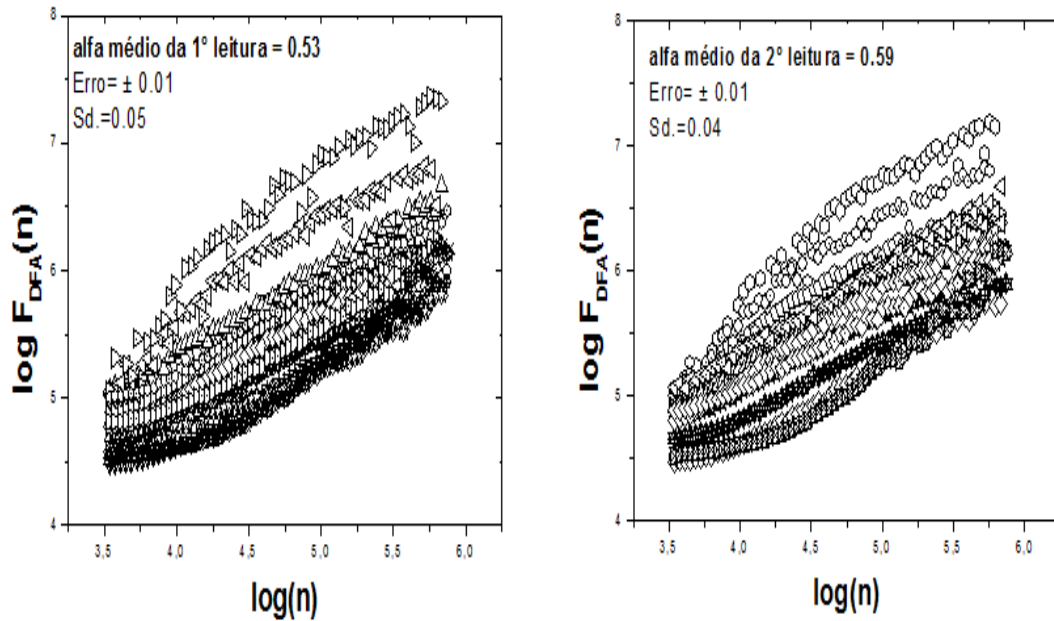 8
7
6
5
4
log F_DFA(n)
alfa médio da 1° leitura = 0.53
Erro= ± 0.01
Sd.=0.05
3,5 4,0 4,5 5,0 5,5 6,0
log(n)
8
7
6
5
4
log F_DFA(n)
alfa médio da 2° leitura = 0.59
Erro= ± 0.01
Sd.=0.04
3,5 4,0 4,5 5,0 5,5 6,0
log(n)